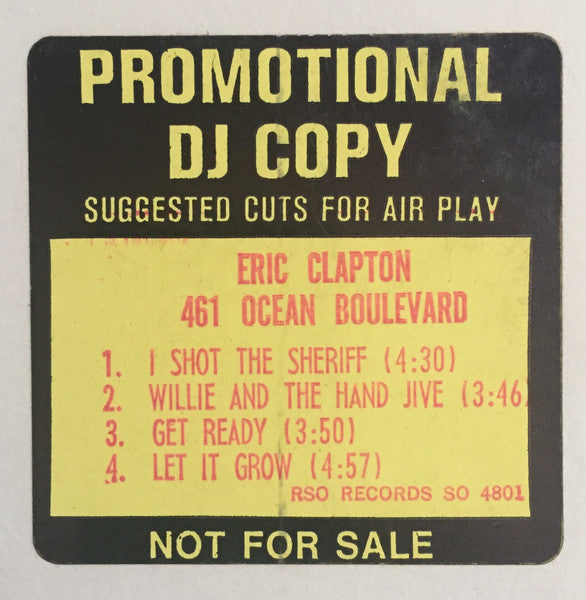 PROMOTIONAL
DJ COPY
SUGGESTED CUTS FOR AIR PLAY
ERIC CLAPTON
461 OCEAN BOULEVARD
1. I SHOT THE SHERIFF (4:30)
2. WILLIE AND THE HAND JIVE (3:46
3. GET READY (3:50)
4. LET IT GROW (4:57)
RSO RECORDS SO 4801
NOT FOR SALE